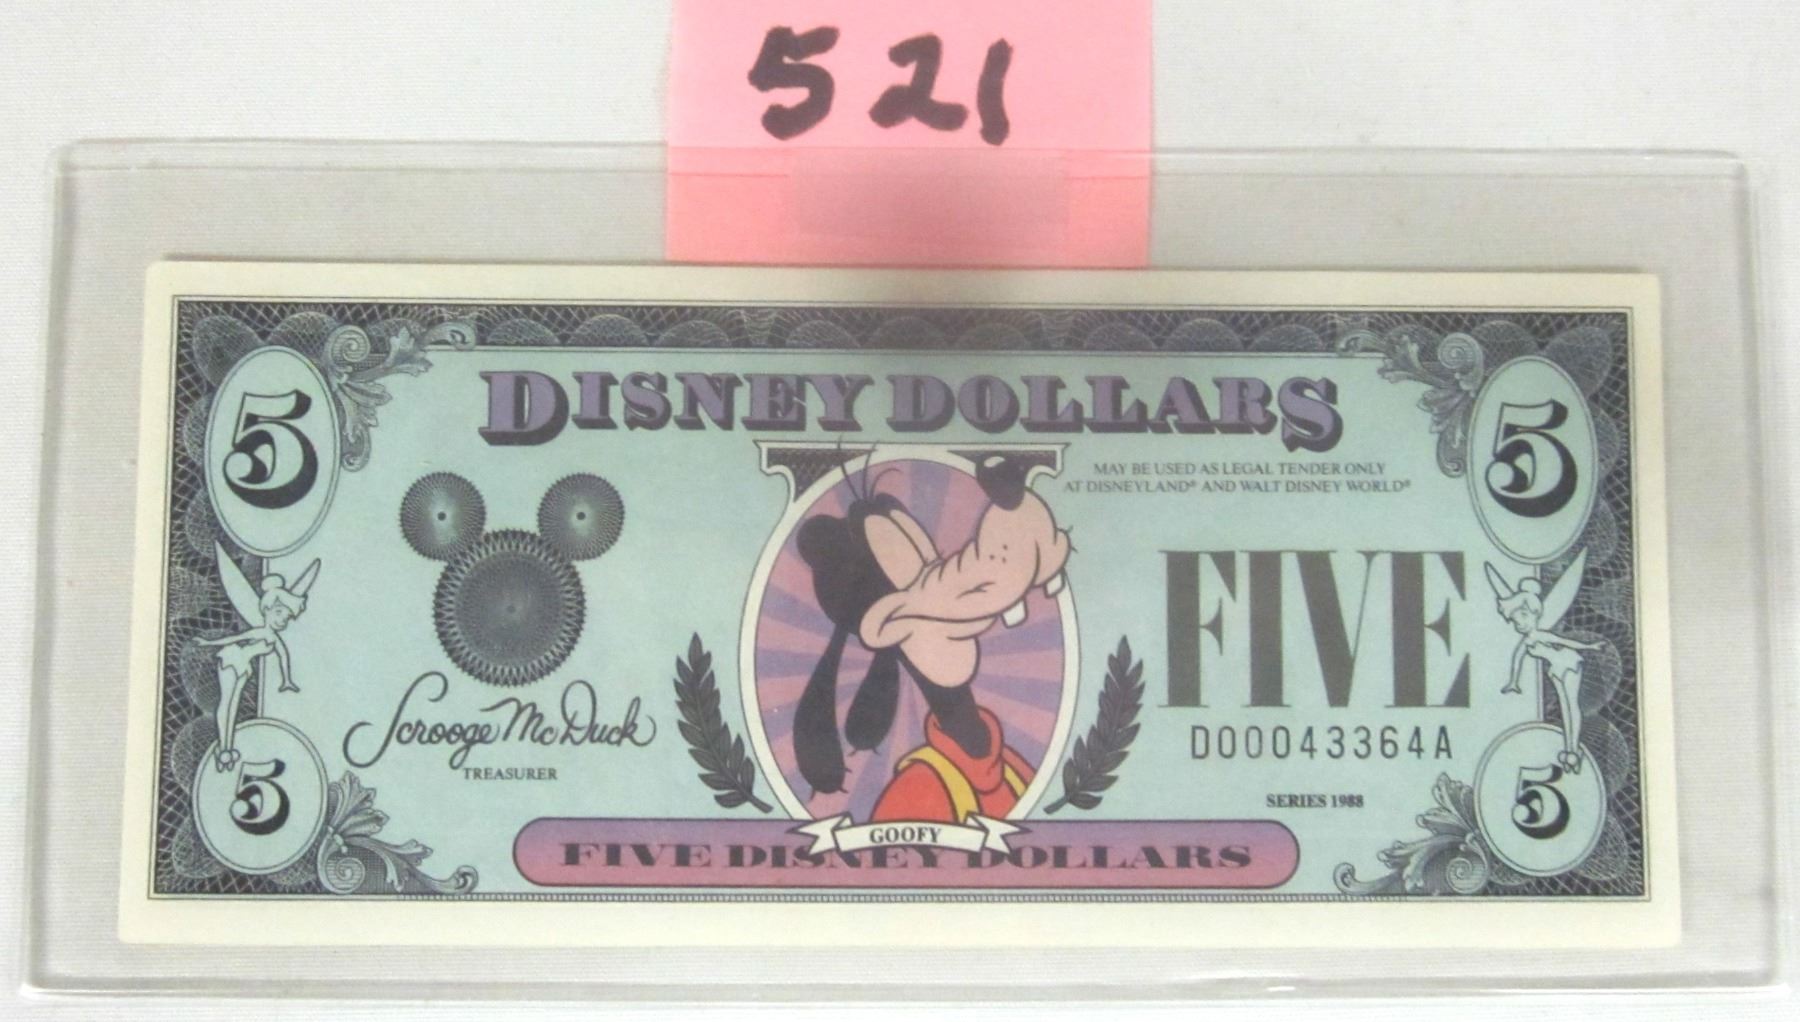 521
5 DISNEY DOLLARS 5
MAY BE USED AS LEGAL TENDER ONLY
AT DISNEYLAND® AND WALT DISNEY WORLD®
FIVE
Scrooge McDuck
TREASURER
D00043364A
SERIES 1988
5 5
GOOFY
FIVE DISNEY DOLLARS